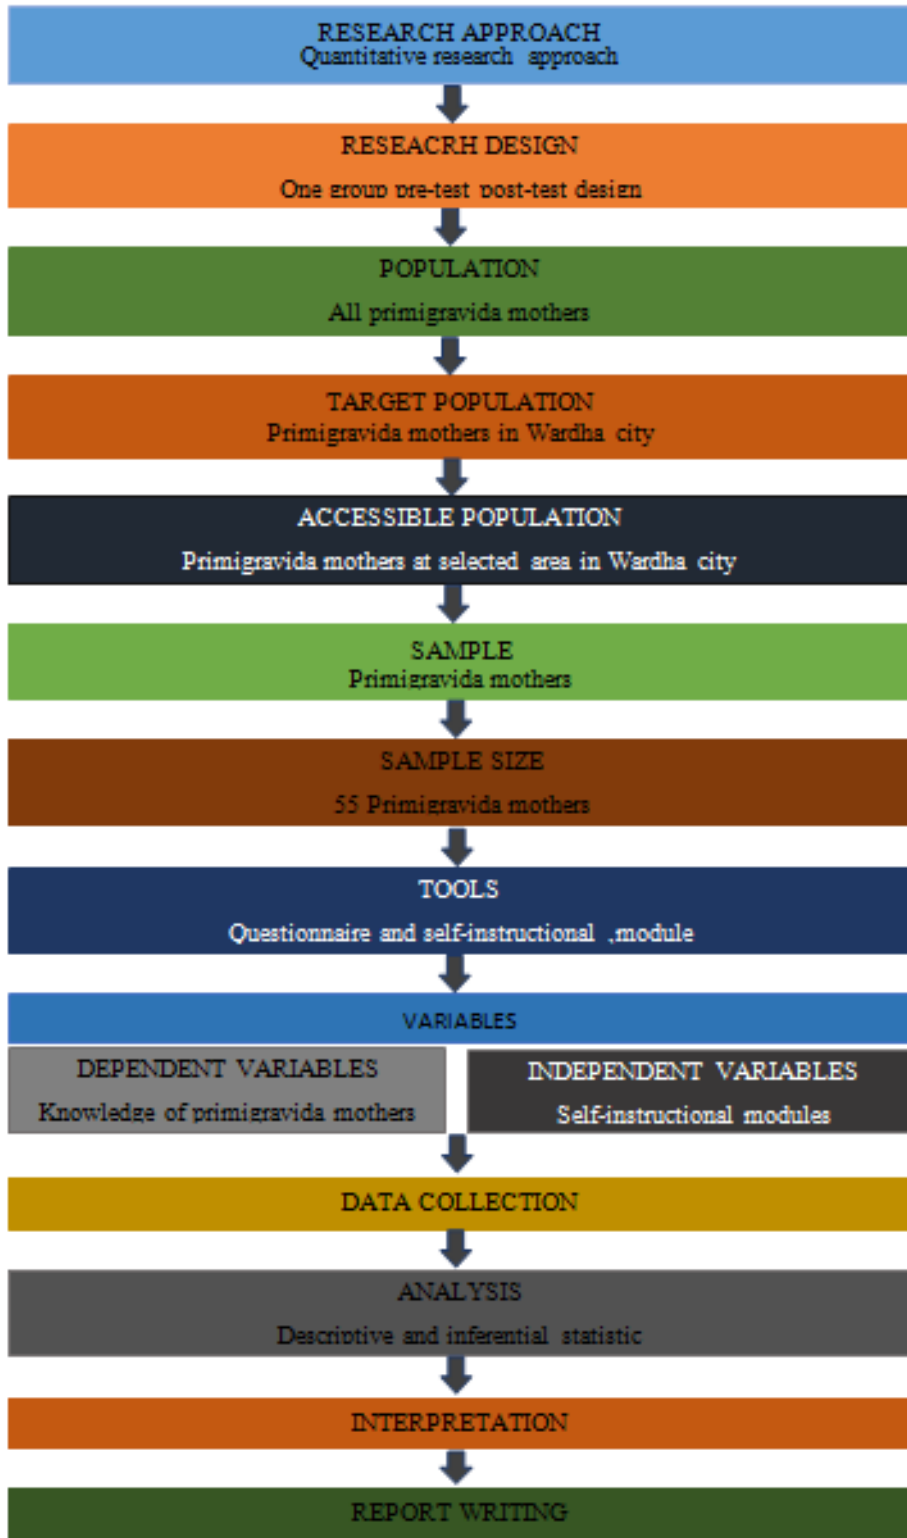 RESEARCH APPROACH
Quantitative research approach
RESEACRH DESIGN
One group pre-test post-test design
POPULATION
All primigravida mothers
TARGET POPULATION
Primigravida mothers in Wardha city
ACCESSIBLE POPULATION
Primigravida mothers at selected area in Wardha city
SAMPLE
Primigravida mothers
SAMPLE SIZE
55 Primigravida mothers
TOOLS
Questionnaire and self-instructional ,module
VARIABLES
DEPENDENT VARIABLES
Knowledge of primigravida mothers
INDEPENDENT VARIABLES
Self-instructional modules
DATA COLLECTION
ANALYSIS
Descriptive and inferential statistic
INTERPRETATION
REPORT WRITING